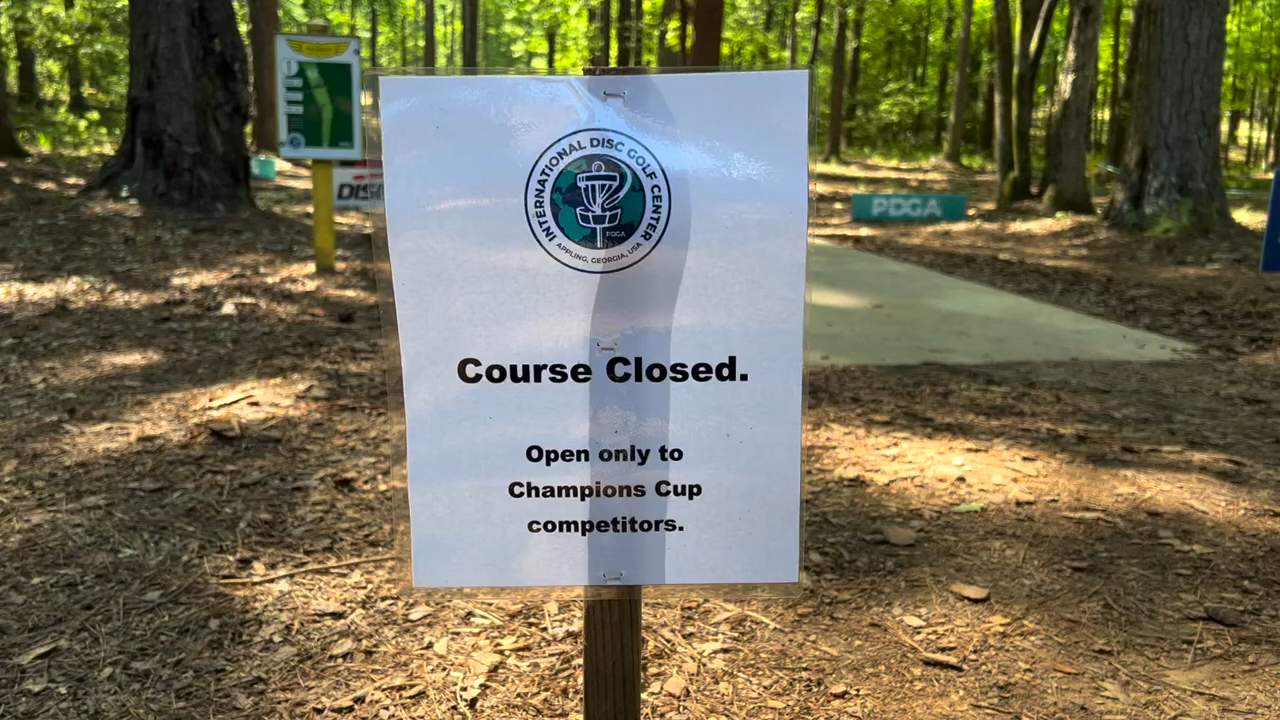 INTERNATIONAL DISC GOLF CENTER
PDGA
APPLING, GEORGIA, USA
Course Closed.
Open only to
Champions Cup
competitors.
PDGA